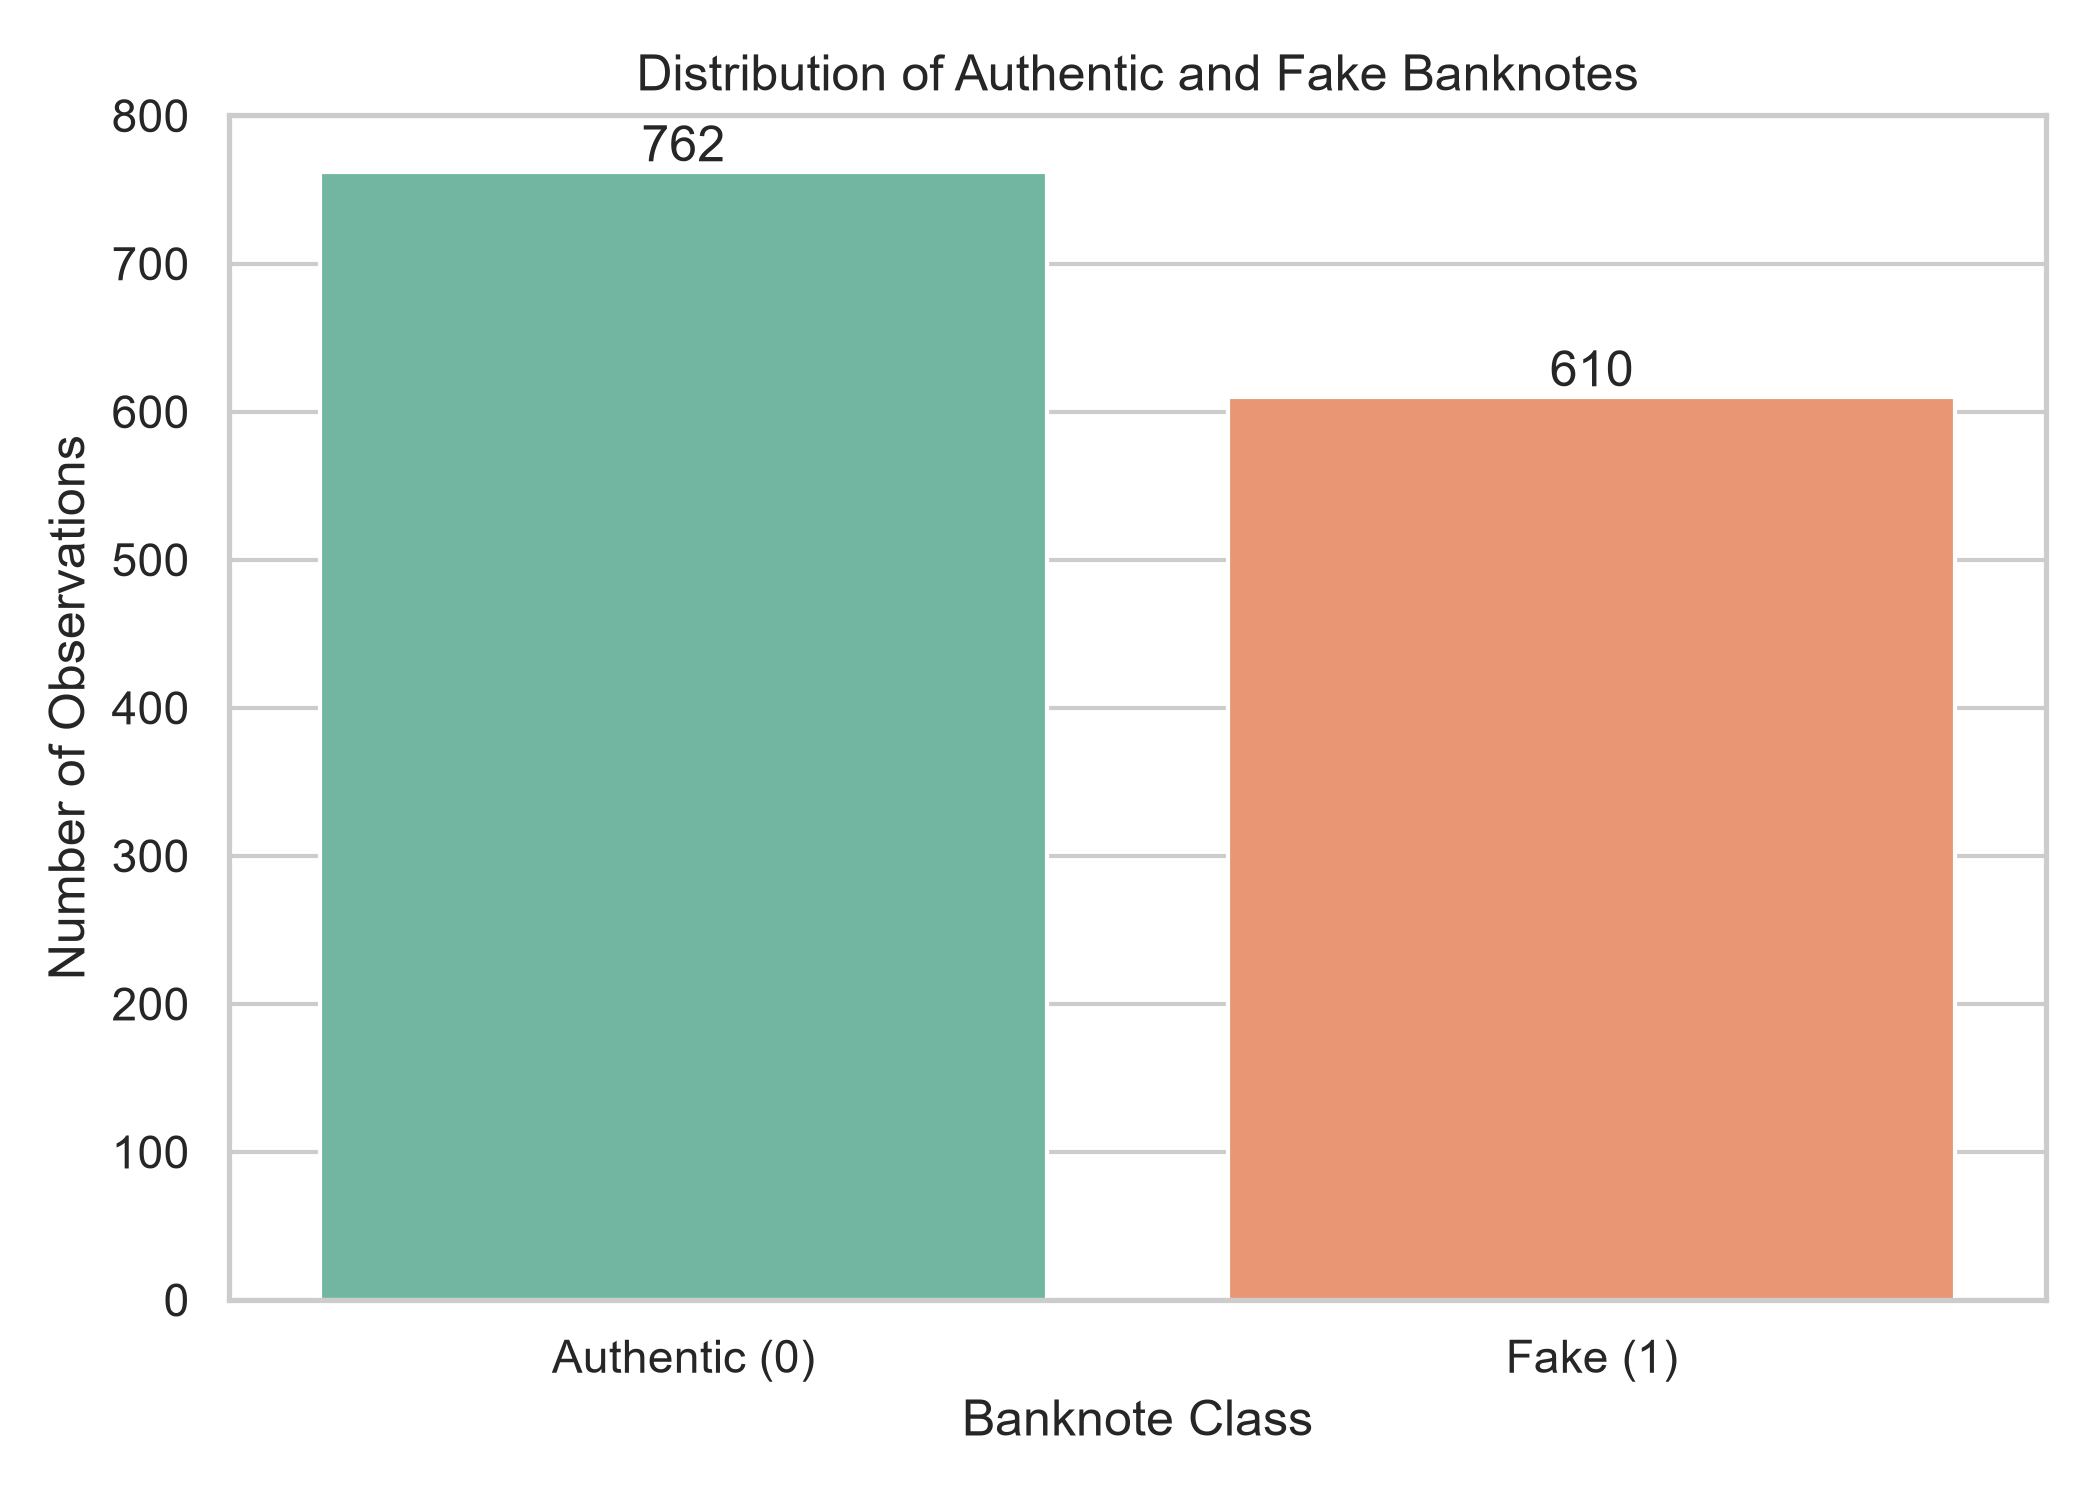 Distribution of Authentic and Fake Banknotes
800
762
700
610
600
500
400
300
200
100
0
Number of Observations
Authentic (0)
Fake (1)
Banknote Class